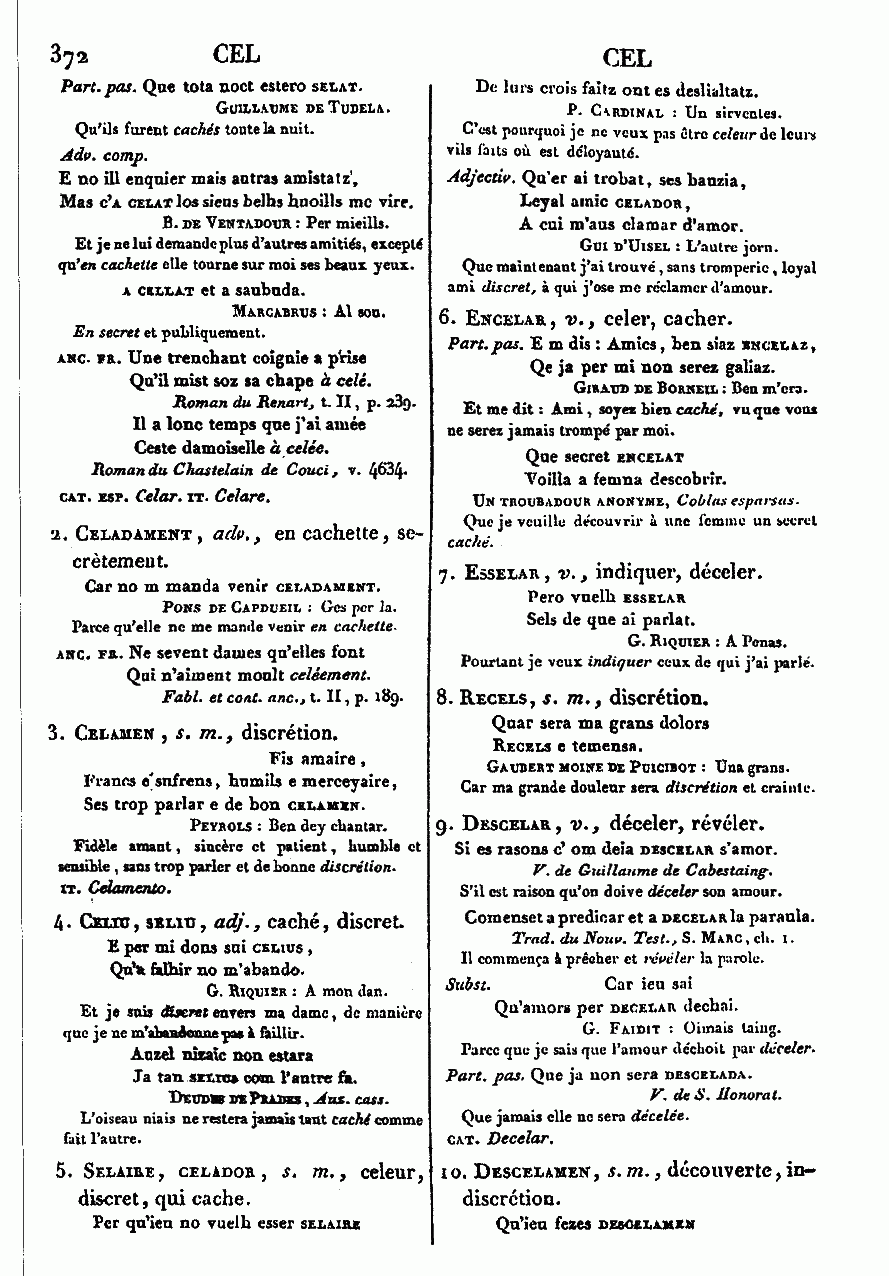 372 CEL
CEL
Part. pas. Que tota noct estero SELAT.
GUILLAUME DE TUDELA.
Qu'ils furent cachés toute la nuit.
Adv. comp.
E no ill enquier mais autras amistatz,
Mas c'A CELAT los sieus belhs huoills me vire.
B. DE VENTADOUR : Per mieills.
Et je ne lui demande plus d'autres amitiés, excepté
qu'en cachette elle tourne sur moi ses beaux yeux.
A CELLAT et a saubuda.
MARCABRUS : Al son.
En secret et publiquement.
ANC. FR. Une trenchant coignie a prise
Qu'il mist soz sa chape à celé.
Roman du Renart, t. II, p. 239.
Il a lonc temps que j'ai amée
Ceste damoiselle à celée.
Roman du Chastelain de Couci, v. 4634.
CAT. ESP. Celar. IT. Celare.
2. CELADAMENT, adv., en cachette, se-
crètement.
Car no m manda venir CELADAMENT.
PONS DE CAPDUEIL : Ges per la.
Parce qu'elle ne me mande venir en cachette.
ANC. FR. Ne sevent dames qu'elles font
Qui n'aiment moult celéement.
Fabl. et cont. anc., t. II, p. 189.
3. CELAMEN, s. m., discrétion.
Fis amaire,
Francs e sufrens, humils e merceyaire,
Ses trop parlar e de bon CELAMEN.
PEYROLS : Ben dey chantar.
Fidèle amant, sincère et patient, humble et
sensible, sans trop parler et de bonne discrétion.
IT. Celamento.
4. CELIU, SELIU, adj., caché, discret.
E per mi dons sui CELIUS,
Qu'a falhir no m'abando.
G. RIQUIER : A mon dan.
Et je suis discret envers ma dame, de manière
que je ne m'abandonne pas à faillir.
Auzel nizaic non estara
Ja tan SELIUS com l'autre fa.
DEUDES DE PRADES, Aus. cass.
L'oiseau niais ne restera jamais tant caché comme
fait l'autre.
5. SELAIRE, CELADOR, s. m., celeur,
discret, qui cache.
Per qu'ieu no vuelh esser SELAIRE
De lurs crois faitz ont es deslialtatz.
P. CARDINAL : Un sirventes.
C'est pourquoi je ne veux pas être celeur de leurs
vils faits où est déloyauté.
Adjectiv. Qu'er ai trobat, ses bauzia,
Leyal amic CELADOR,
A cui m'aus clamar d'amor.
GUI D'UISEL : L'autre jorn.
Que maintenant j'ai trouvé, sans tromperie, loyal
ami discret, à qui j'ose me réclamer d'amour.
6. ENCELAR, v., celer, cacher.
Part. pas. E m dis : Amics, ben siaz ENCELAZ,
Qe ja per mi non serez galiaz.
GIRAUD DE BORNEIL : Ben m'era.
Et me dit : Ami, soyez bien caché, vu que vous
ne serez jamais trompé par moi.
Que secret ENCELAT
Voilla a femna descobrir.
UN TROUBADOUR ANONYME, Coblas esparsas.
Que je veuille découvrir à une femme un secret
caché.
7. ESSELAR, v., indiquer, déceler.
Pero vuelh ESSELAR
Sels de que ai parlat.
G. RIQUIER : A Penas.
Pourtant je veux indiquer ceux de qui j'ai parlé.
8. RECELS, s. m., discrétion.
Quar sera ma grans dolors
RECELS e temensa.
GAUBERT MOINE DE PUICIBOT : Una grans.
Car ma grande douleur sera discrétion et crainte.
9. DESCELAR, v., déceler, révéler.
Si es rasons c' om deia DESCELAR s'amor.
V. de Guillaume de Cabestaing.
S'il est raison qu'on doive déceler son amour.
Comenset a predicar et a DECELAR la paraula.
Trad. du Nouv. Test., S. MARC, ch. 1.
Il commença à prêcher et révéler la parole.
Subst. Car ieu sai
Qu'amors per DECELAR dechai.
G. FAIDIT : Oimais taing.
Parce que je sais que l'amour déchoit par déceler.
Part. pas. Que ja non sera DESCELADA.
V. de S. Honorat.
Que jamais elle ne sera décelée.
CAT. Decelar.
10. DESCELAMEN, s. m., découverte, in-
discrétion.
Qu'ieu fezes DESCELAMEN